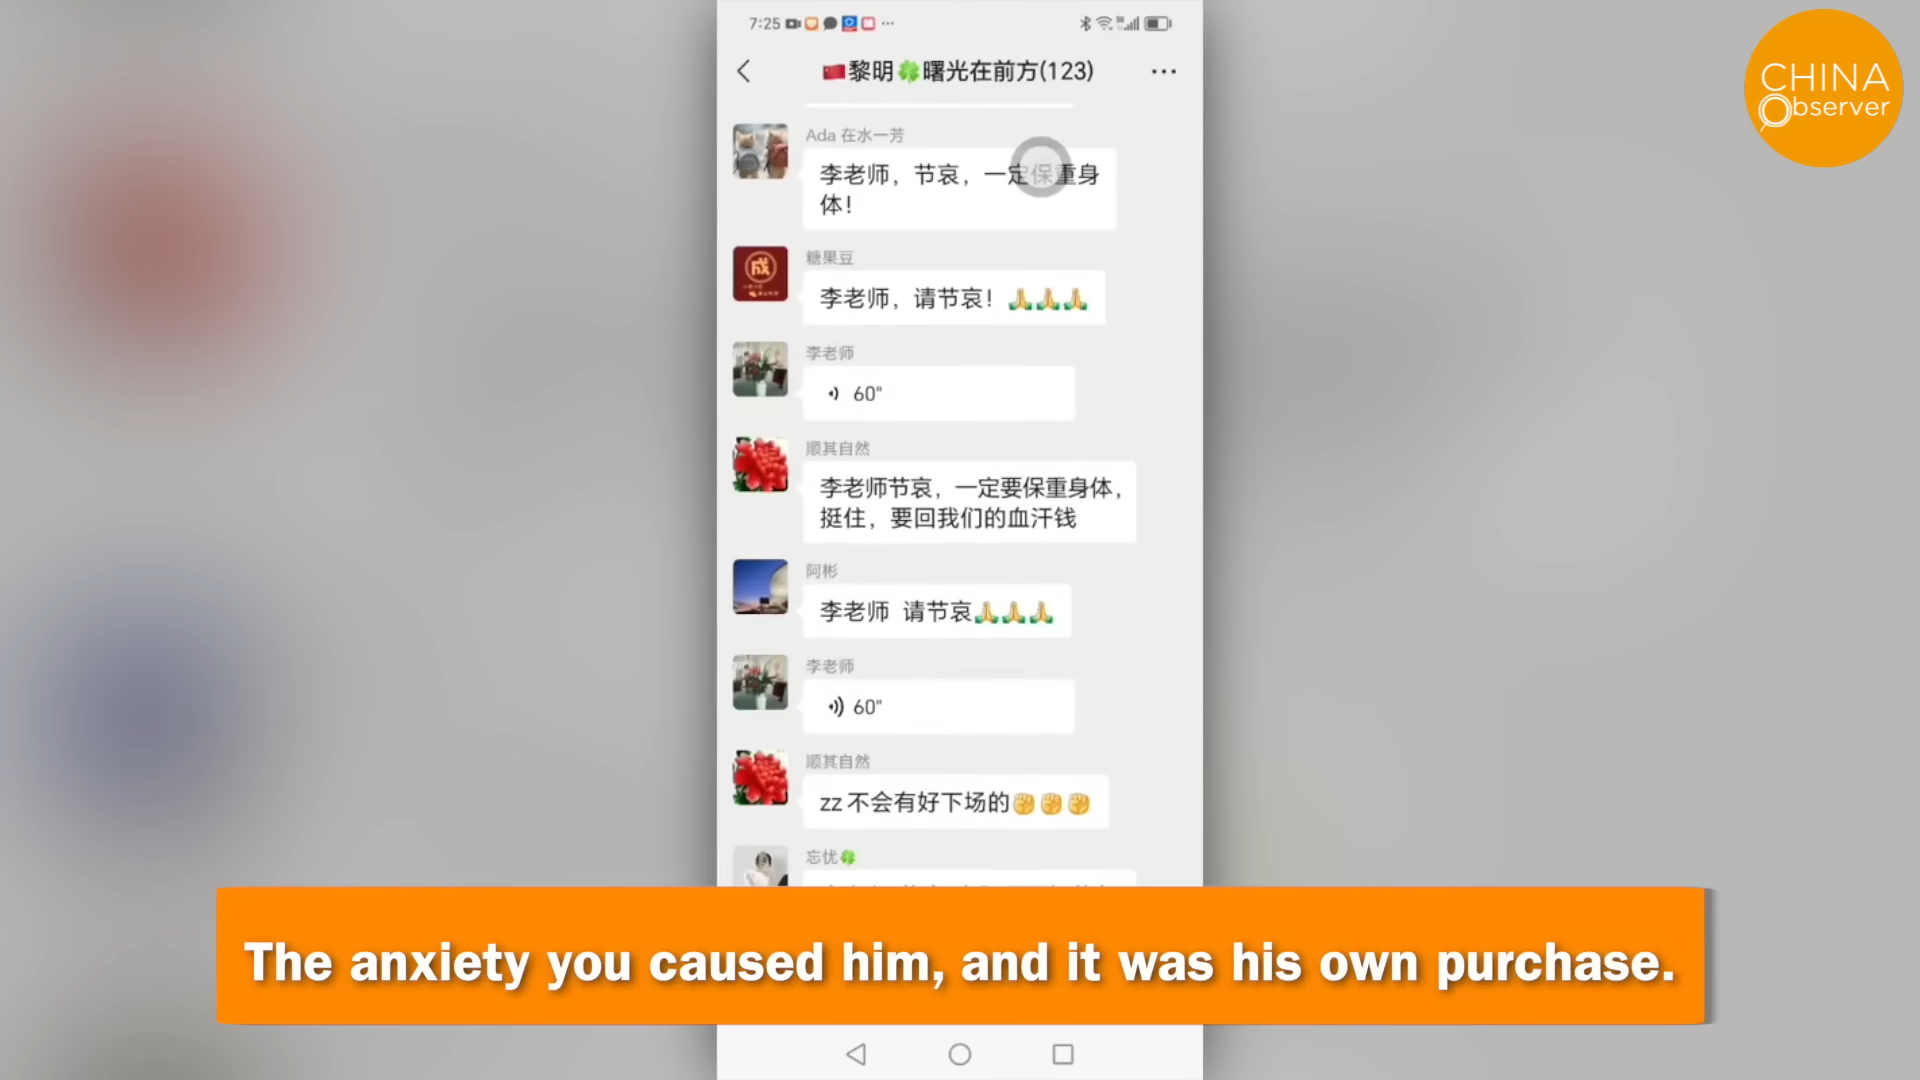 7:25
黎明🍀曙光在前方(123)
CHINA
Observer
Ada 在水一芳
李老师，节哀，一定保重身
体！
成
糖果豆
李老师，请节哀！🙏🙏🙏
李老师
60"
顺其自然
李老师节哀，一定要保重身体，
挺住，要回我们的血汗钱
阿彬
李老师 请节哀🙏🙏🙏
李老师
60"
顺其自然
zz 不会有好下场的✊✊✊
忘忧🍀
The anxiety you caused him, and it was his own purchase.